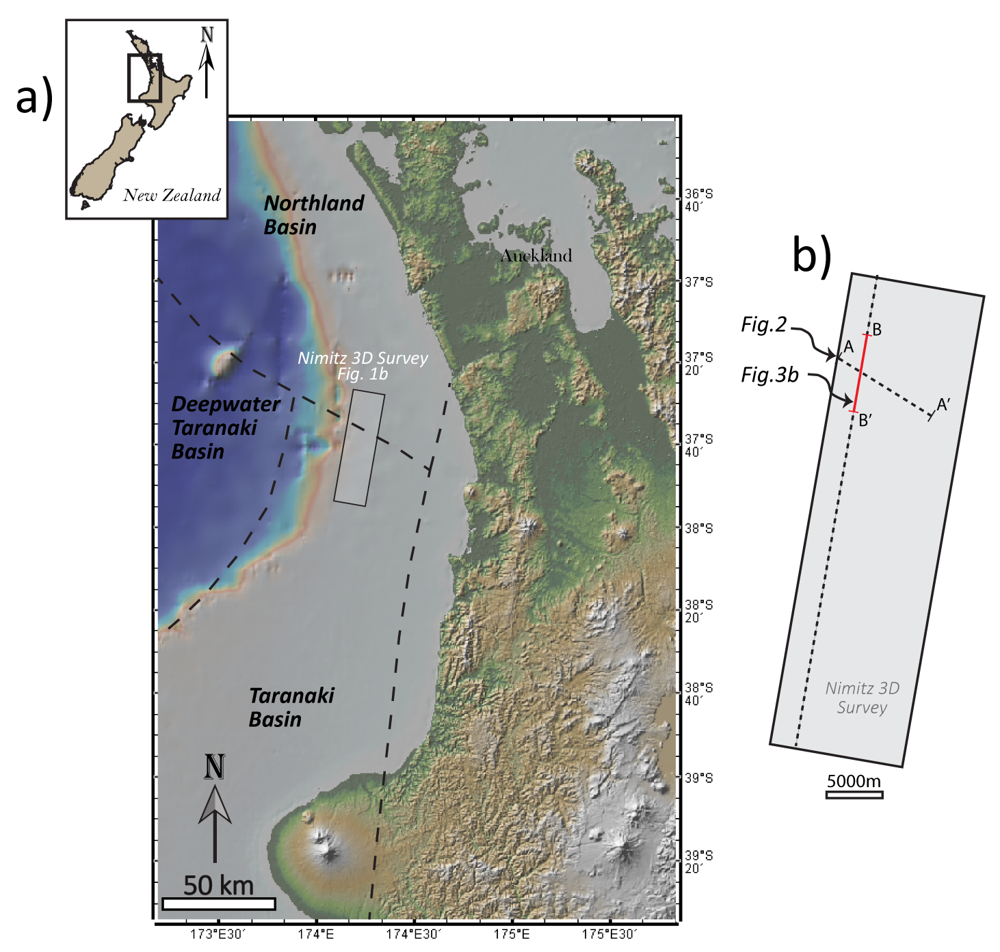 a)
N
New Zealand
Northland
Basin
Auckland
Nimitz 3D Survey
Fig. 1b
Deepwater
Taranaki
Basin
Taranaki
Basin
N
50 km
36°S
40′
37°S
37°S
20′
37°S
40′
38°S
38°S
20′
38°S
40′
39°S
39°S
20′
173°E30′
174°E
174°E30′
175°E
175°E30′
b)
Fig.2
A
B
Fig.3b
A’
B’
Nimitz 3D
Survey
5000m